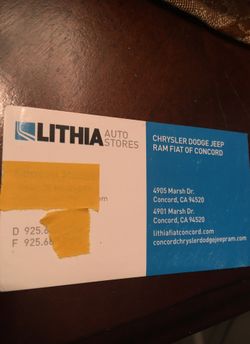 LITHIA AUTO STORES
D 925.6
F 925.6
CHRYSLER DODGE JEEP
RAM FIAT OF CONCORD
4905 Marsh Dr.
Concord, CA 94520
4901 Marsh Dr.
Concord, CA 94520
lithiafiatconcord.com
concordchryslerdodgejeepram.com